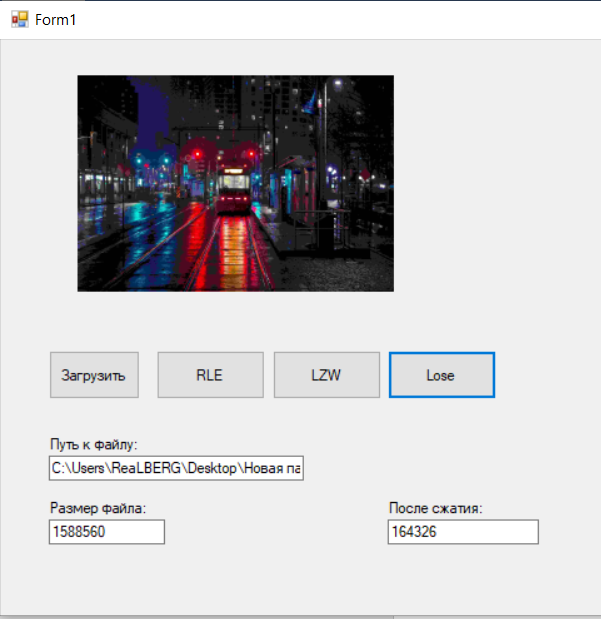 Form1
Загрузить
RLE
LZW
Lose
Путь к файлу:
C:\Users\ReaLBERG\Desktop\Новая па
Размер файла:
После сжатия:
1588560
164326